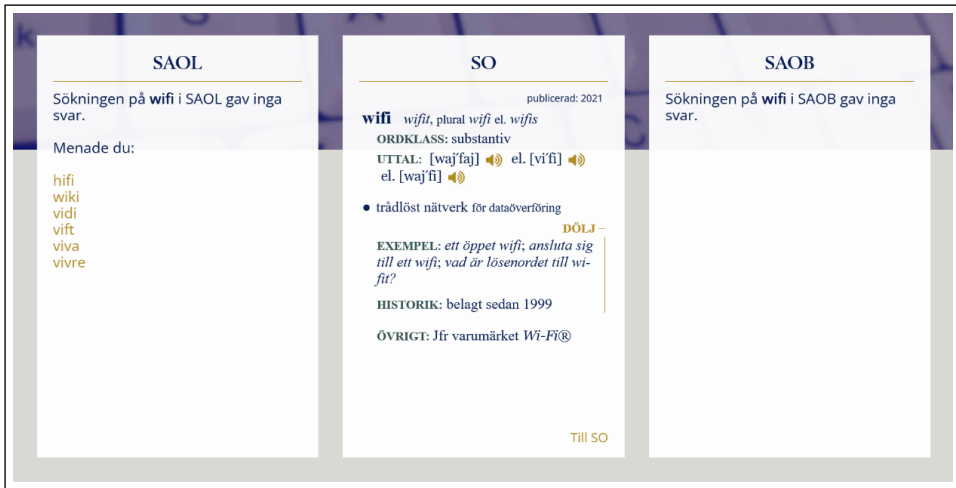 SAOL
Sökningen på wifi i SAOL gav inga
svar.
Menade du:
hifi
wiki
vidi
vift
viva
vivre
SO
publicerad: 2021
wifi wifit, plural wifi el. wifis
ORDKLASS: substantiv
UTTAL: [waj´faj] el. [vi´fi]
el. [waj´fi]
• trådlöst nätverk för dataöverföring
DÖLJ –
EXEMPEL: ett öppet wifi; ansluta sig
till ett wifi; vad är lösenordet till wi-
fit?
HISTORIK: belagt sedan 1999
ÖVRIGT: Jfr varumärket Wi-Fi®
Till SO
SAOB
Sökningen på wifi i SAOB gav inga
svar.